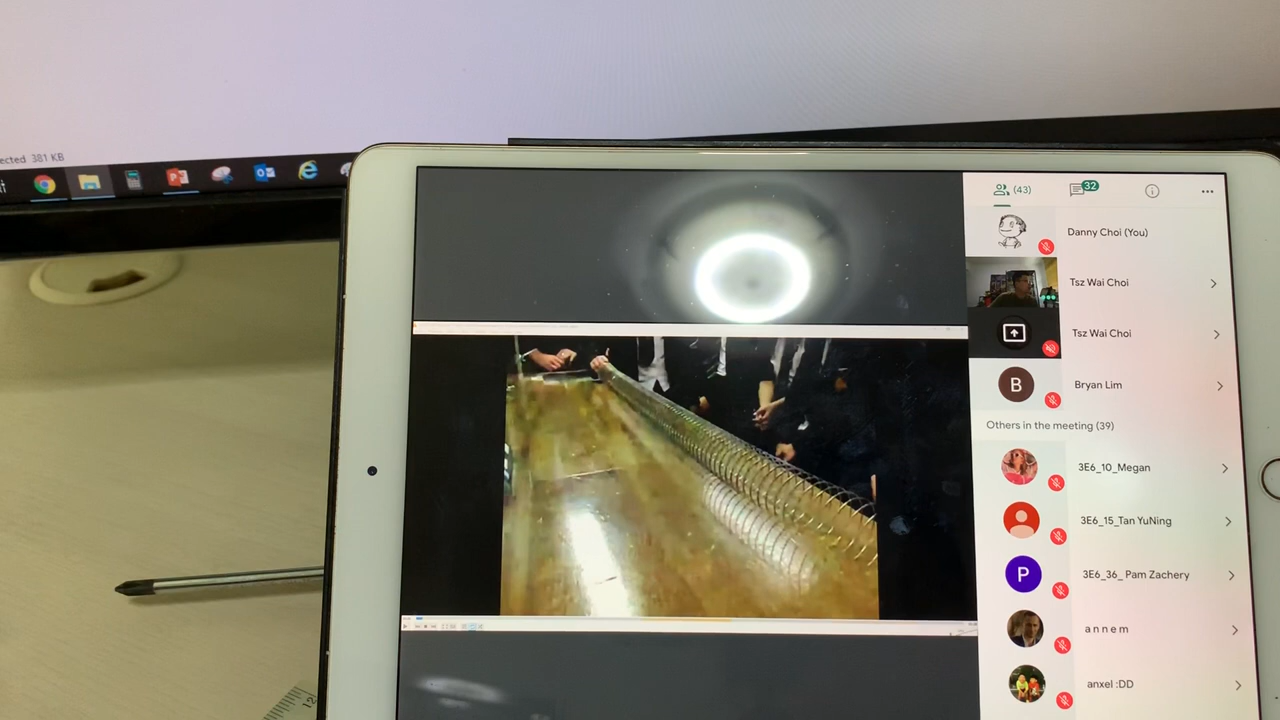 ected 381 KB
(43)
32
Danny Choi (You)
Tsz Wai Choi
Tsz Wai Choi
B
Bryan Lim
Others in the meeting (39)
3E6_10_Megan
3E6_15_Tan YuNing
P
3E6_36_ Pam Zachery
a n n e m
anxel :DD
12